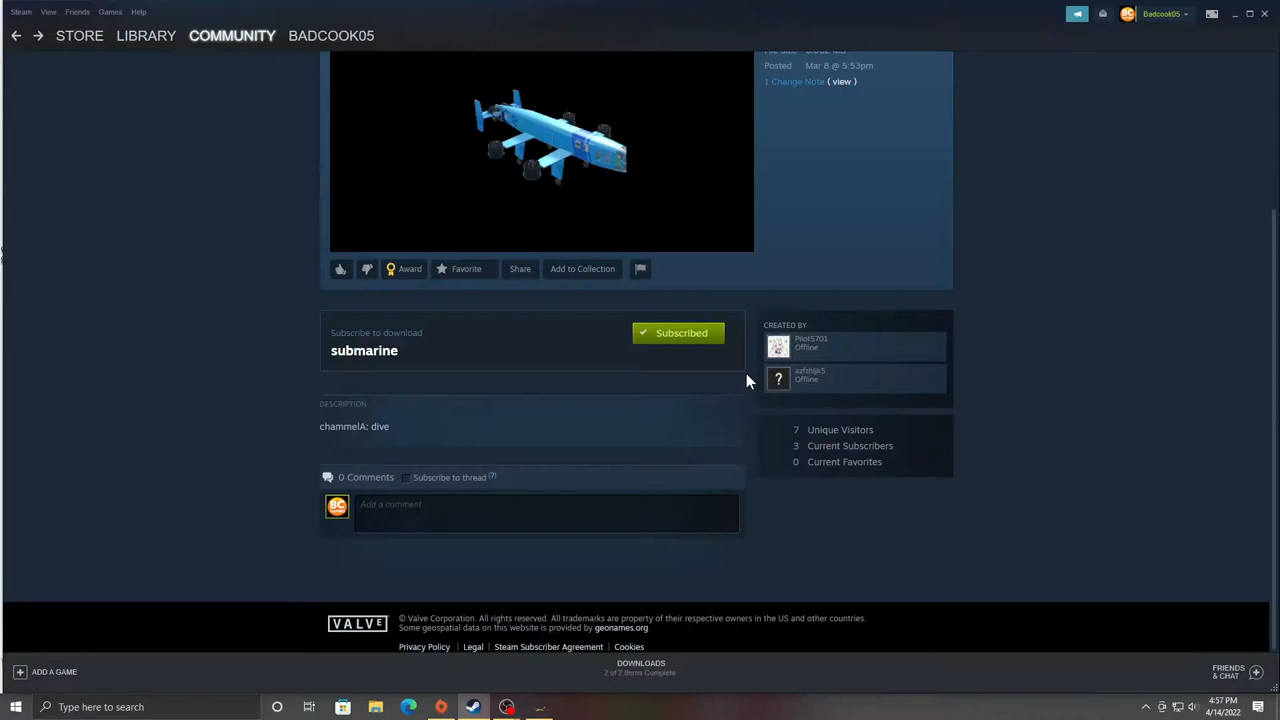 Steam View Friends Games Help
Badcook05
STORE LIBRARY COMMUNITY BADCOOK05
Posted Mar 8 @ 5:53pm
1 Change Note ( view )
Award Favorite Share Add to Collection
Subscribe to download
submarine
Subscribed
CREATED BY
Pilot5701
Offline
azfzhljk5
Offline
DESCRIPTION
chammelA: dive
7 Unique Visitors
3 Current Subscribers
0 Current Favorites
0 Comments Subscribe to thread (?)
BC
Add a comment
VALVE
© Valve Corporation. All rights reserved. All trademarks are property of their respective owners in the US and other countries.
Some geospatial data on this website is provided by geonames.org.
Privacy Policy | Legal | Steam Subscriber Agreement | Cookies
ADD A GAME
DOWNLOADS
2 of 2 Items Complete
FRIENDS
& CHAT
Type here to search
4:57 PM
4/14/2022